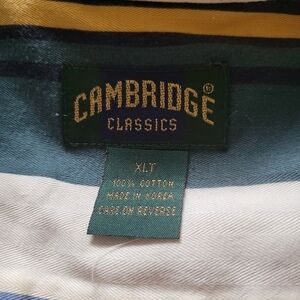 CAMBRIDGE®
CLASSICS
XLT
100% COTTON
MADE IN KOREA
CARE ON REVERSE